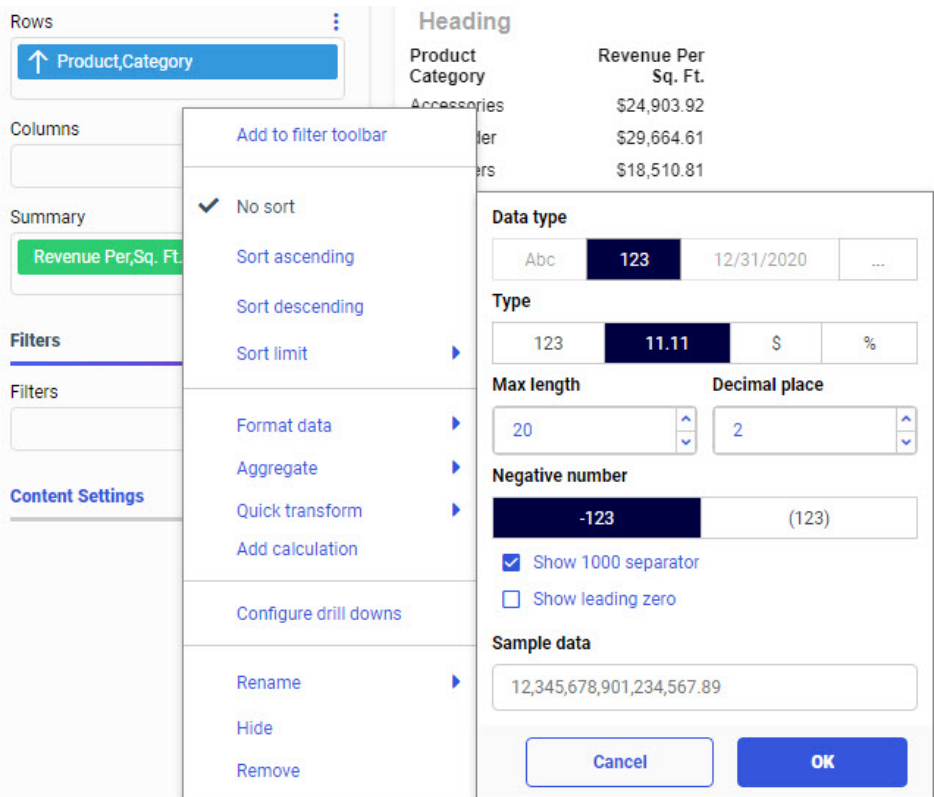 Rows
Product,Category
Columns
Summary
Revenue Per,Sq. Ft.
Filters
Filters
Content Settings
Heading
Product Category
Revenue Per Sq. Ft.
Accessories
$24,903.92
der
$29,664.61
ers
$18,510.81
Add to filter toolbar
No sort
Sort ascending
Sort descending
Sort limit
Format data
Aggregate
Quick transform
Add calculation
Configure drill downs
Rename
Hide
Remove
Data type
Abc
123
12/31/2020
...
Type
123
11.11
$
%
Max length
Decimal place
20
2
Negative number
-123
(123)
Show 1000 separator
Show leading zero
Sample data
12,345,678,901,234,567.89
Cancel
OK